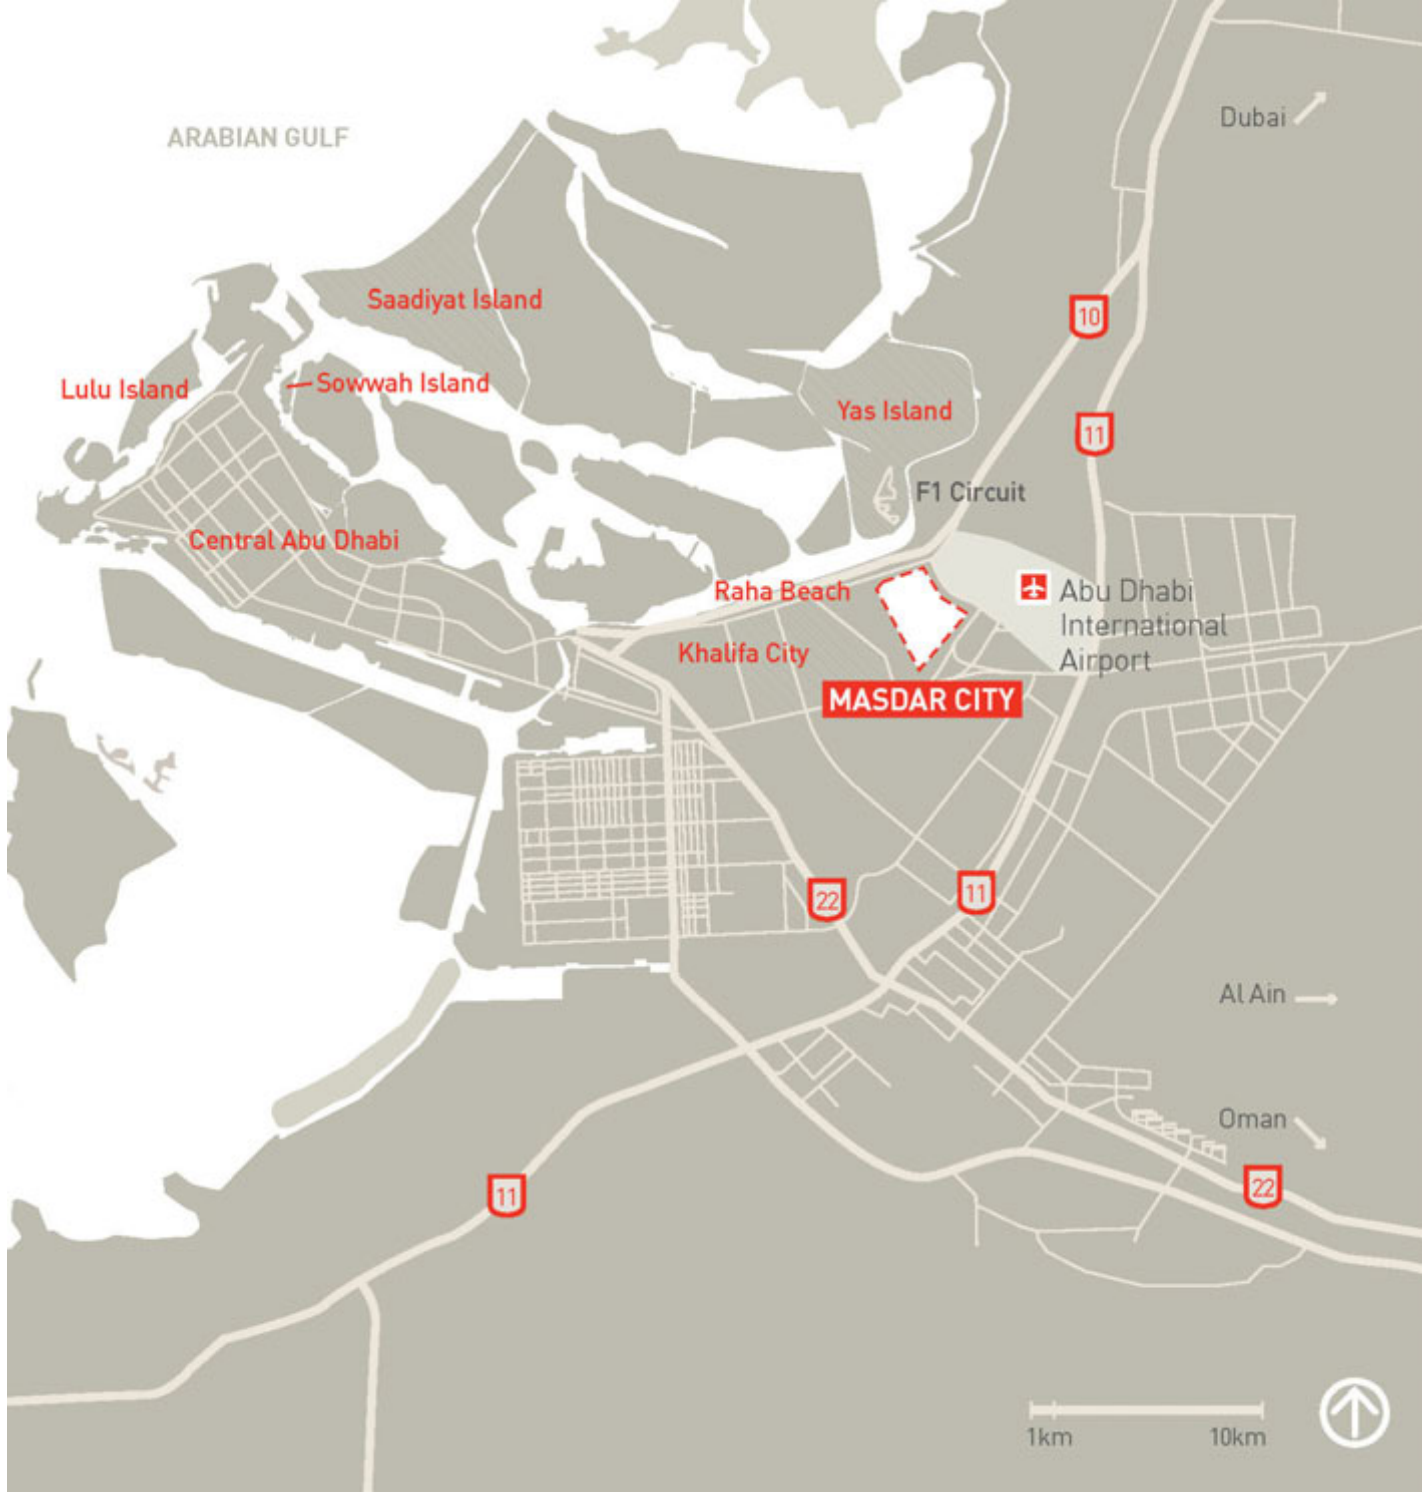 Dubai
ARABIAN GULF
Saadiyat Island
10
Lulu Island
Sowwah Island
Yas Island
11
F1 Circuit
Central Abu Dhabi
Raha Beach
Abu Dhabi
International
Airport
Khalifa City
MASDAR CITY
22
11
Al Ain
Oman
11
22
1km
10km